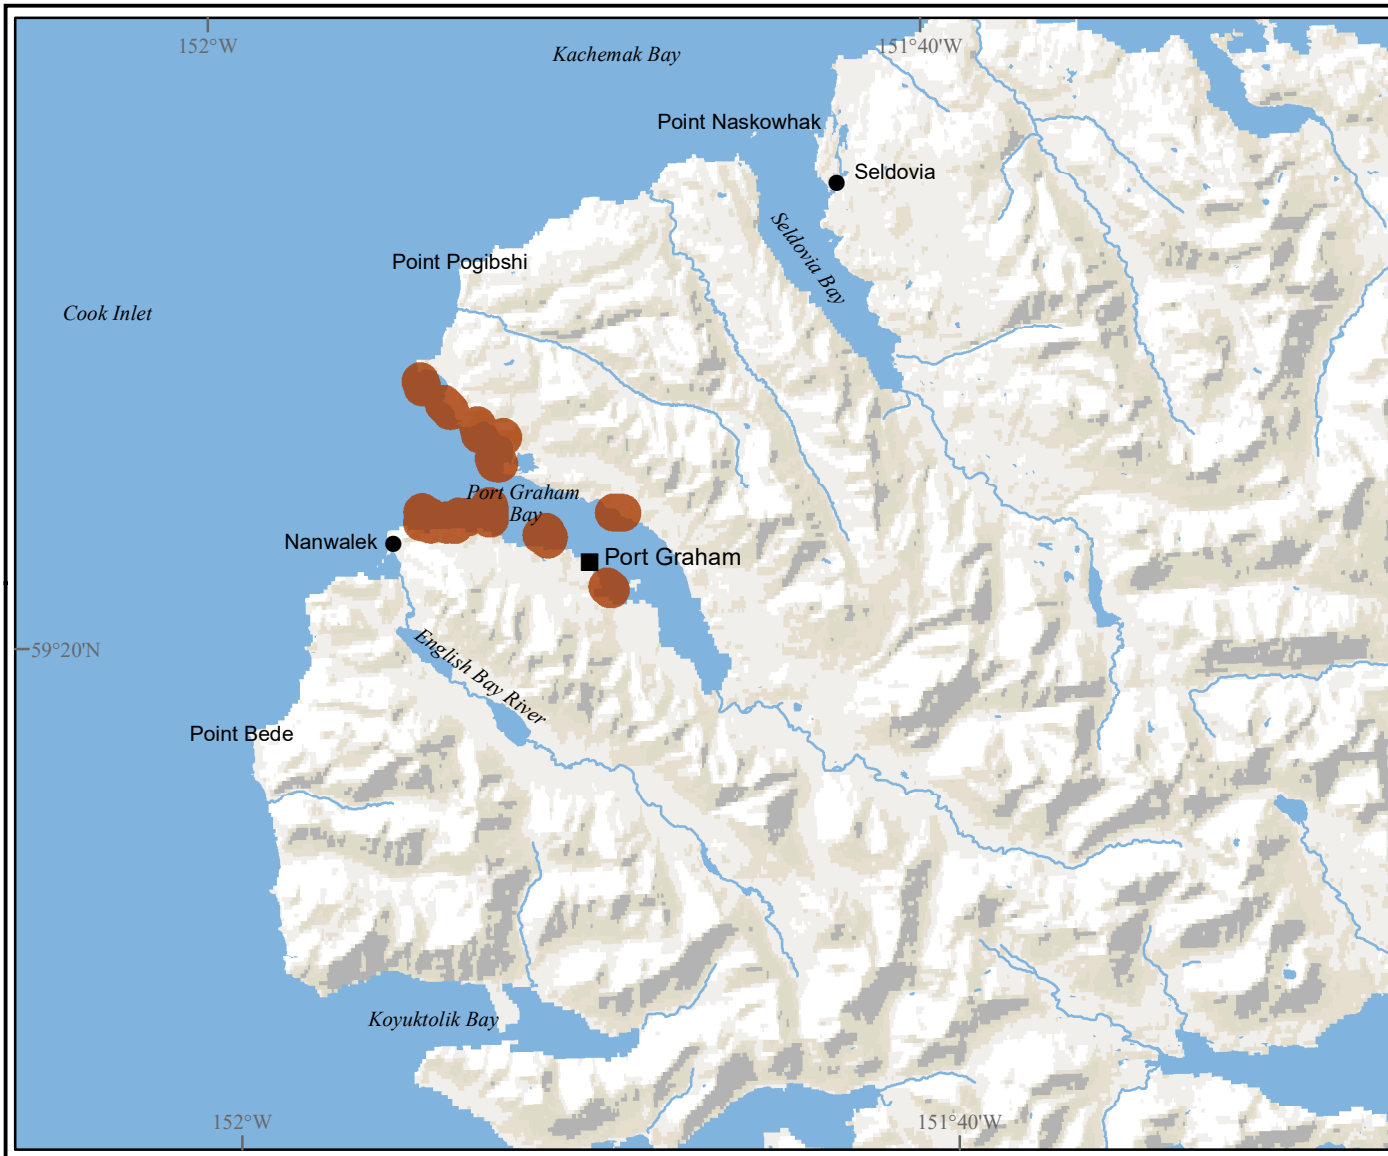 152°W
151°40'W
Kachemak Bay
Point Naskowhak
Seldovia
Seldovia Bay
Point Pogibshi
Cook Inlet
Port Graham
Bay
Nanwalek
Port Graham
English Bay River
59°20'N
Point Bede
Koyuktolik Bay
152°W
151°40'W